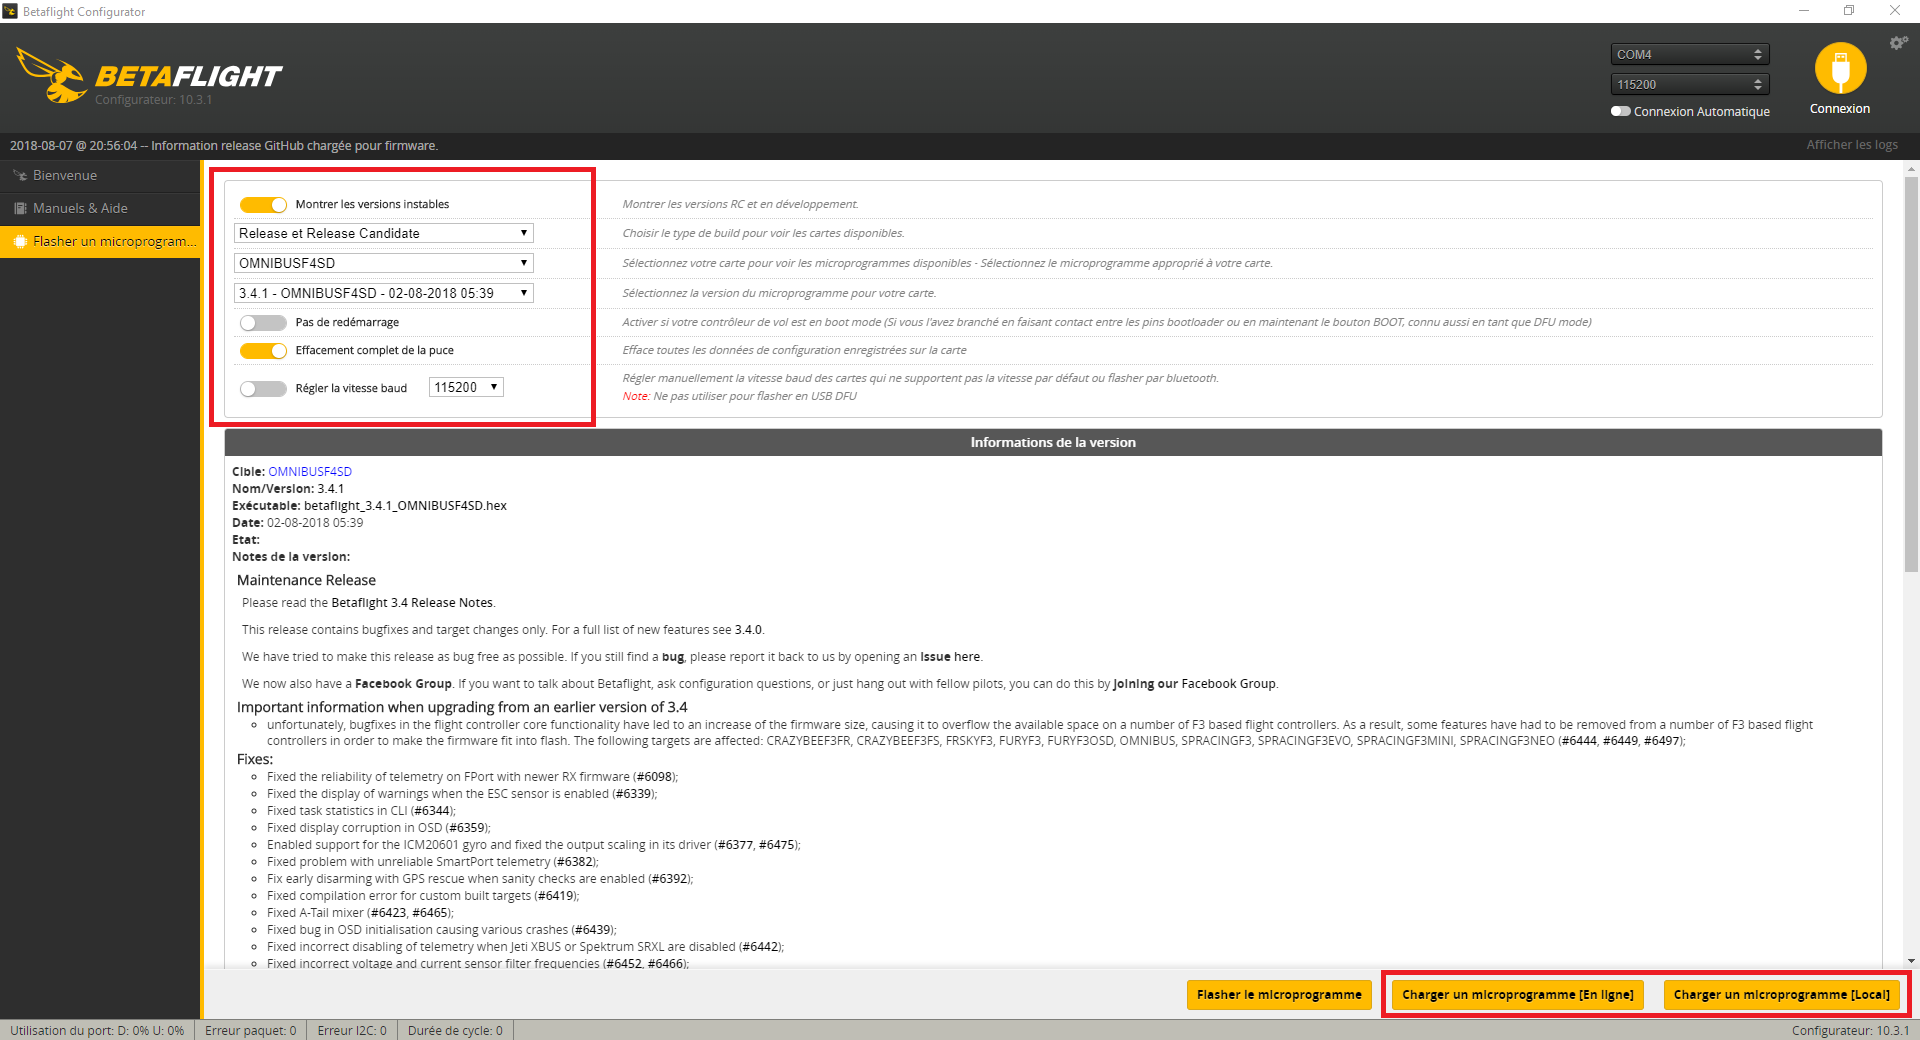 Betaflight Configurator
BETAFLIGHT
Configurateur: 10.3.1
COM4
115200
Connexion Automatique
Connexion
2018-08-07 @ 20:56:04 -- Information release GitHub chargée pour firmware.
Afficher les logs
Bienvenue
Manuels & Aide
Flasher un microprogram...
Montrer les versions instables
Montrer les versions RC et en développement.
Release et Release Candidate
Choisir le type de build pour voir les cartes disponibles.
OMNIBUSF4SD
Sélectionnez votre carte pour voir les microprogrammes disponibles - Sélectionnez le microprogramme approprié à votre carte.
3.4.1 - OMNIBUSF4SD - 02-08-2018 05:39
Sélectionnez la version du microprogramme pour votre carte.
Pas de redémarrage
Activer si votre contrôleur de vol est en boot mode (Si vous l'avez branché en faisant contact entre les pins bootloader ou en maintenant le bouton BOOT, connu aussi en tant que DFU mode)
Effacement complet de la puce
Efface toutes les données de configuration enregistrées sur la carte
Régler la vitesse baud 115200
Régler manuellement la vitesse baud des cartes qui ne supportent pas la vitesse par défaut ou flasher par bluetooth.
Note: Ne pas utiliser pour flasher en USB DFU
Informations de la version
Cible: OMNIBUSF4SD
Nom/Version: 3.4.1
Exécutable: betaflight_3.4.1_OMNIBUSF4SD.hex
Date: 02-08-2018 05:39
Etat:
Notes de la version:
Maintenance Release
Please read the Betaflight 3.4 Release Notes.
This release contains bugfixes and target changes only. For a full list of new features see 3.4.0.
We have tried to make this release as bug free as possible. If you still find a bug, please report it back to us by opening an issue here.
We now also have a Facebook Group. If you want to talk about Betaflight, ask configuration questions, or just hang out with fellow pilots, you can do this by joining our Facebook Group.
Important information when upgrading from an earlier version of 3.4
unfortunately, bugfixes in the flight controller core functionality have led to an increase of the firmware size, causing it to overflow the available space on a number of F3 based flight controllers. As a result, some features have had to be removed from a number of F3 based flight
controllers in order to make the firmware fit into flash. The following targets are affected: CRAZYBEEF3FR, CRAZYBEEF3FS, FRSKYF3, FURYF3, FURYF3OSD, OMNIBUS, SPRACINGF3, SPRACINGF3EVO, SPRACINGF3MINI, SPRACINGF3NEO (#6444, #6449, #6497);
Fixes:
Fixed the reliability of telemetry on FPort with newer RX firmware (#6098);
Fixed the display of warnings when the ESC sensor is enabled (#6339);
Fixed task statistics in CLI (#6344);
Fixed display corruption in OSD (#6359);
Enabled support for the ICM20601 gyro and fixed the output scaling in its driver (#6377, #6475);
Fixed problem with unreliable SmartPort telemetry (#6382);
Fix early disarming with GPS rescue when sanity checks are enabled (#6392);
Fixed compilation error for custom built targets (#6419);
Fixed A-Tail mixer (#6423, #6465);
Fixed bug in OSD initialisation causing various crashes (#6439);
Fixed incorrect disabling of telemetry when Jeti XBUS or Spektrum SRXL are disabled (#6442);
Fixed incorrect voltage and current sensor filter frequencies (#6452, #6466);
Flasher le microprogramme
Charger un microprogramme [En ligne]
Charger un microprogramme [Local]
Utilisation du port: D: 0% U: 0%
Erreur paquet: 0
Erreur I2C: 0
Durée de cycle: 0
Configurateur: 10.3.1